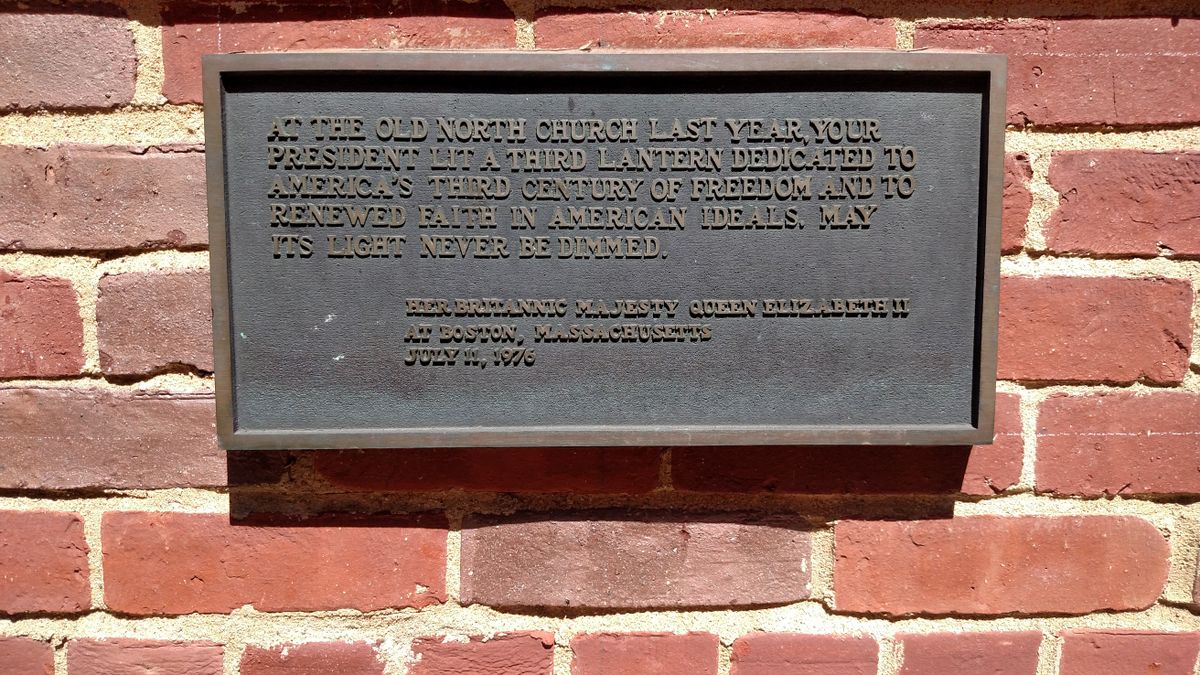 AT THE OLD NORTH CHURCH LAST YEAR, YOUR
PRESIDENT LIT A THIRD LANTERN DEDICATED TO
AMERICA'S THIRD CENTURY OF FREEDOM AND TO
RENEWED FAITH IN AMERICAN IDEALS. MAY
ITS LIGHT NEVER BE DIMMED.
HER BRITANNIC MAJESTY QUEEN ELIZABETH II
AT BOSTON, MASSACHUSETTS
JULY 11, 1976